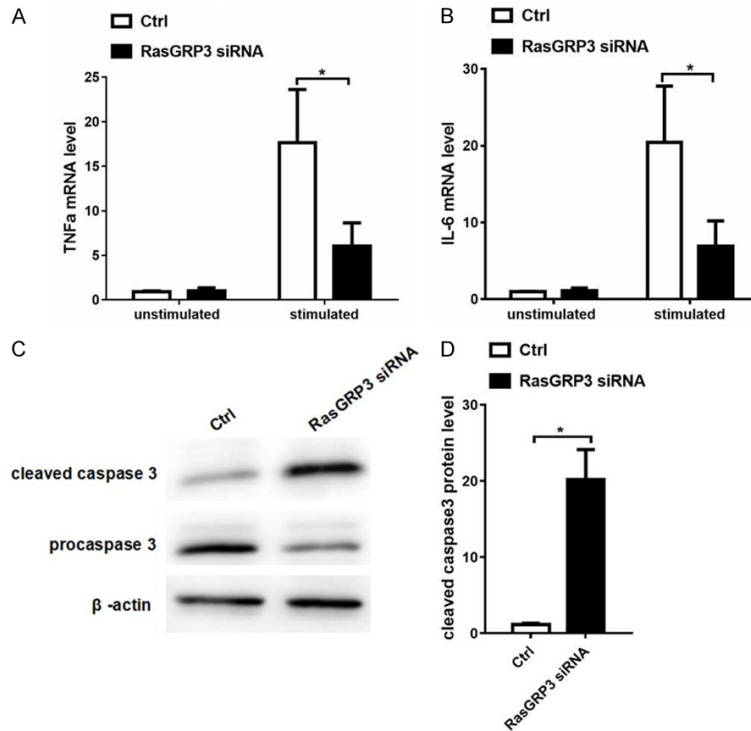 A
Ctrl
RasGRP3 siRNA
TNFa mRNA level
25
20
15
10
5
0
*
unstimulated
stimulated
B
Ctrl
RasGRP3 siRNA
IL-6 mRNA level
30
20
10
0
*
unstimulated
stimulated
C
Ctrl
RasGRP3 siRNA
cleaved caspase 3
procaspase 3
β -actin
D
Ctrl
RasGRP3 siRNA
cleaved caspase3 protein level
30
20
10
0
*
Ctrl
RasGRP3 siRNA